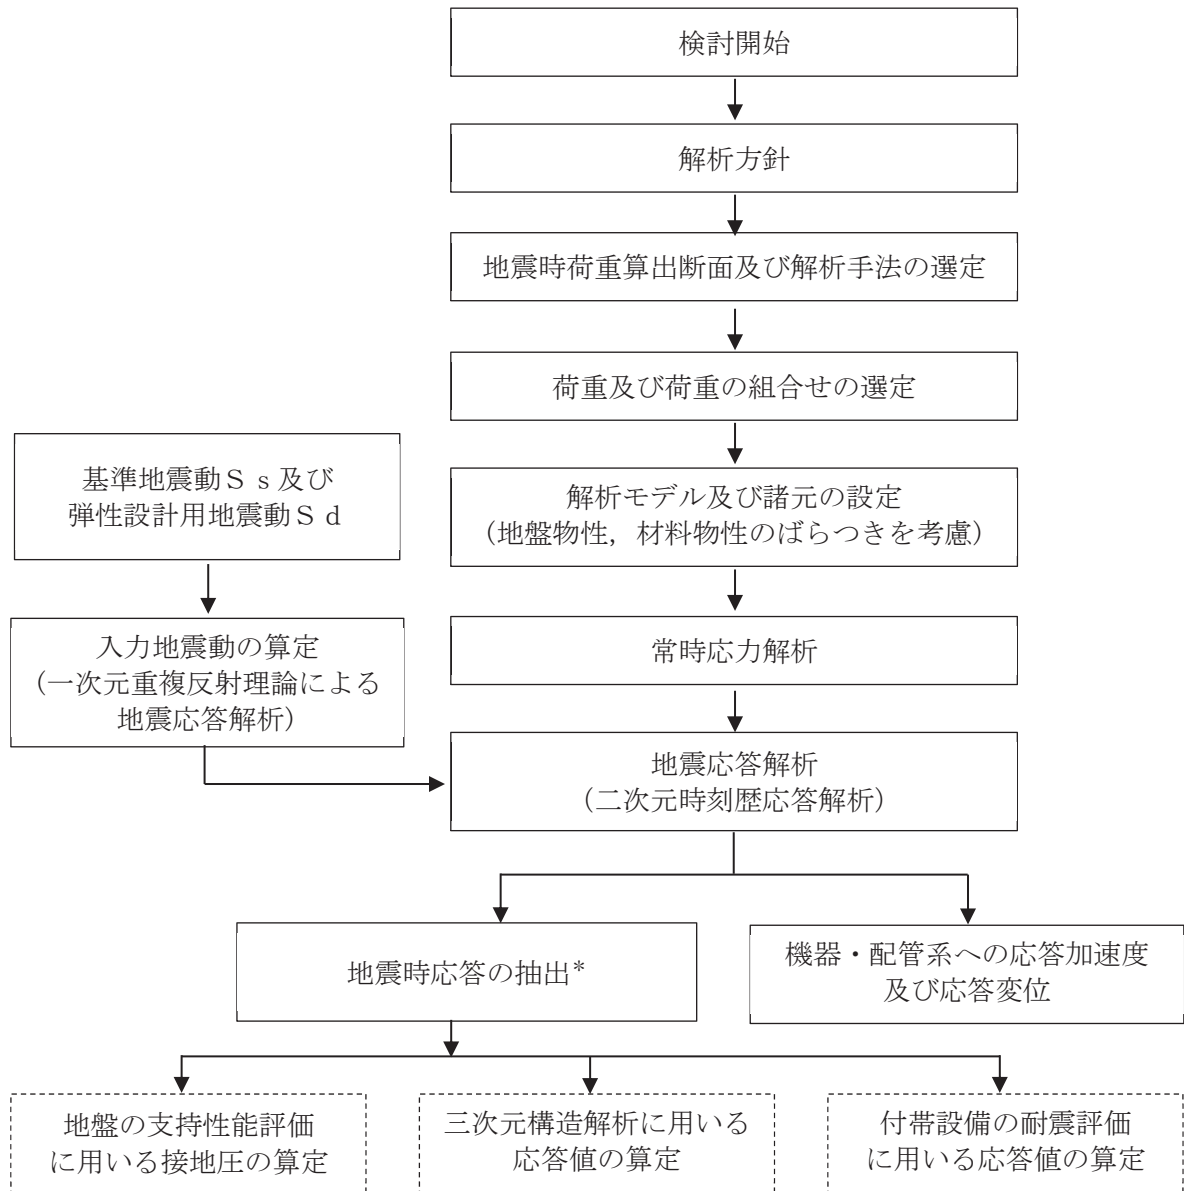 検討開始
解析方針
地震時荷重算出断面及び解析手法の選定
荷重及び荷重の組合せの選定
基準地震動Ｓｓ及び
弾性設計用地震動Ｓｄ
解析モデル及び諸元の設定
（地盤物性，材料物性のばらつきを考慮）
入力地震動の算定
（一次元重複反射理論による
地震応答解析）
常時応力解析
地震応答解析
（二次元時刻歴応答解析）
地震時応答の抽出*
機器・配管系への応答加速度
及び応答変位
地盤の支持性能評価
に用いる接地圧の算定
三次元構造解析に用いる
応答値の算定
付帯設備の耐震評価
に用いる応答値の算定